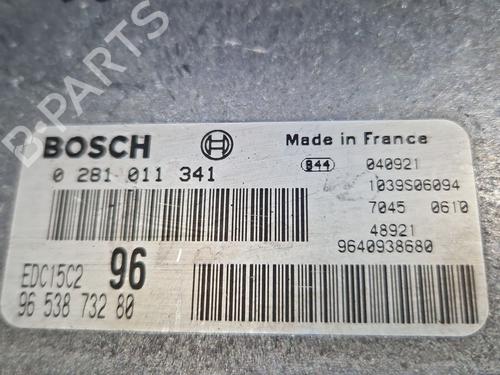 B-PARTS
BOSCH
Made in France
0 281 011 341
844 040921
1039S06094
7045 0610
48921
9640938680
EDC15C2 96
96 538 732 80